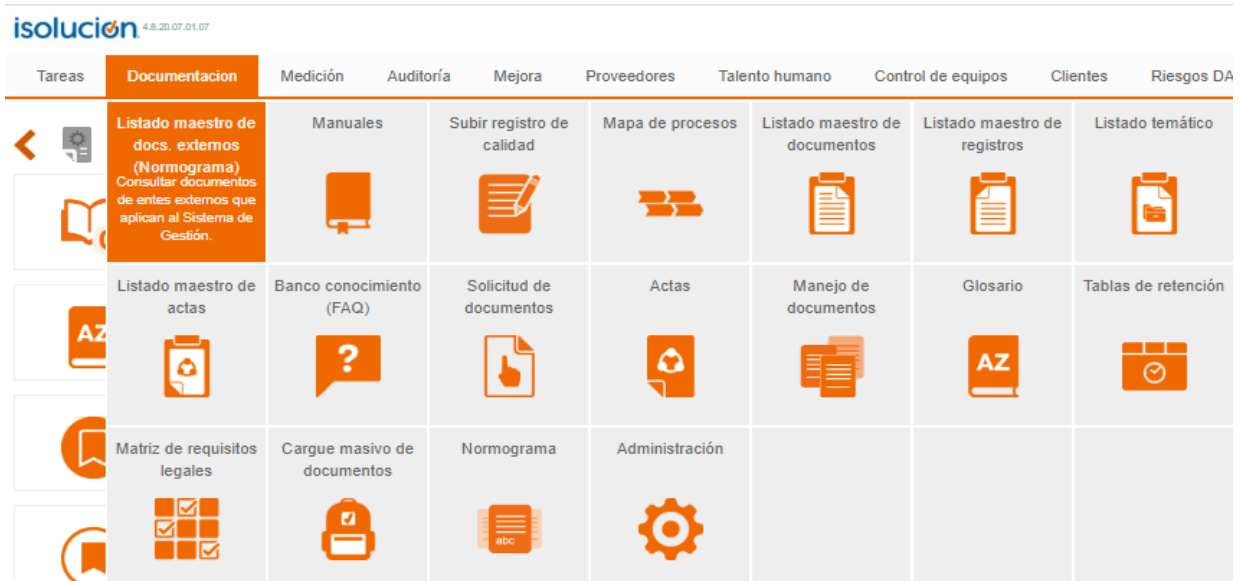 isolución 4.8.20.07.01.07
Tareas Documentacion Medición Auditoría Mejora Proveedores Talento humano Control de equipos Clientes Riesgos DA
Listado maestro de
docs. externos
(Normograma)
Consultar documentos
de entes externos que
aplican al Sistema de
Gestión.
Manuales
Subir registro de
calidad
Mapa de procesos
Listado maestro de
documentos
Listado maestro de
registros
Listado temático
AZ
Listado maestro de
actas
Banco conocimiento
(FAQ)
?
Solicitud de
documentos
Actas
Manejo de
documentos
Glosario
AZ
Tablas de retención
Matriz de requisitos
legales
Cargue masivo de
documentos
Normograma
abc
Administración